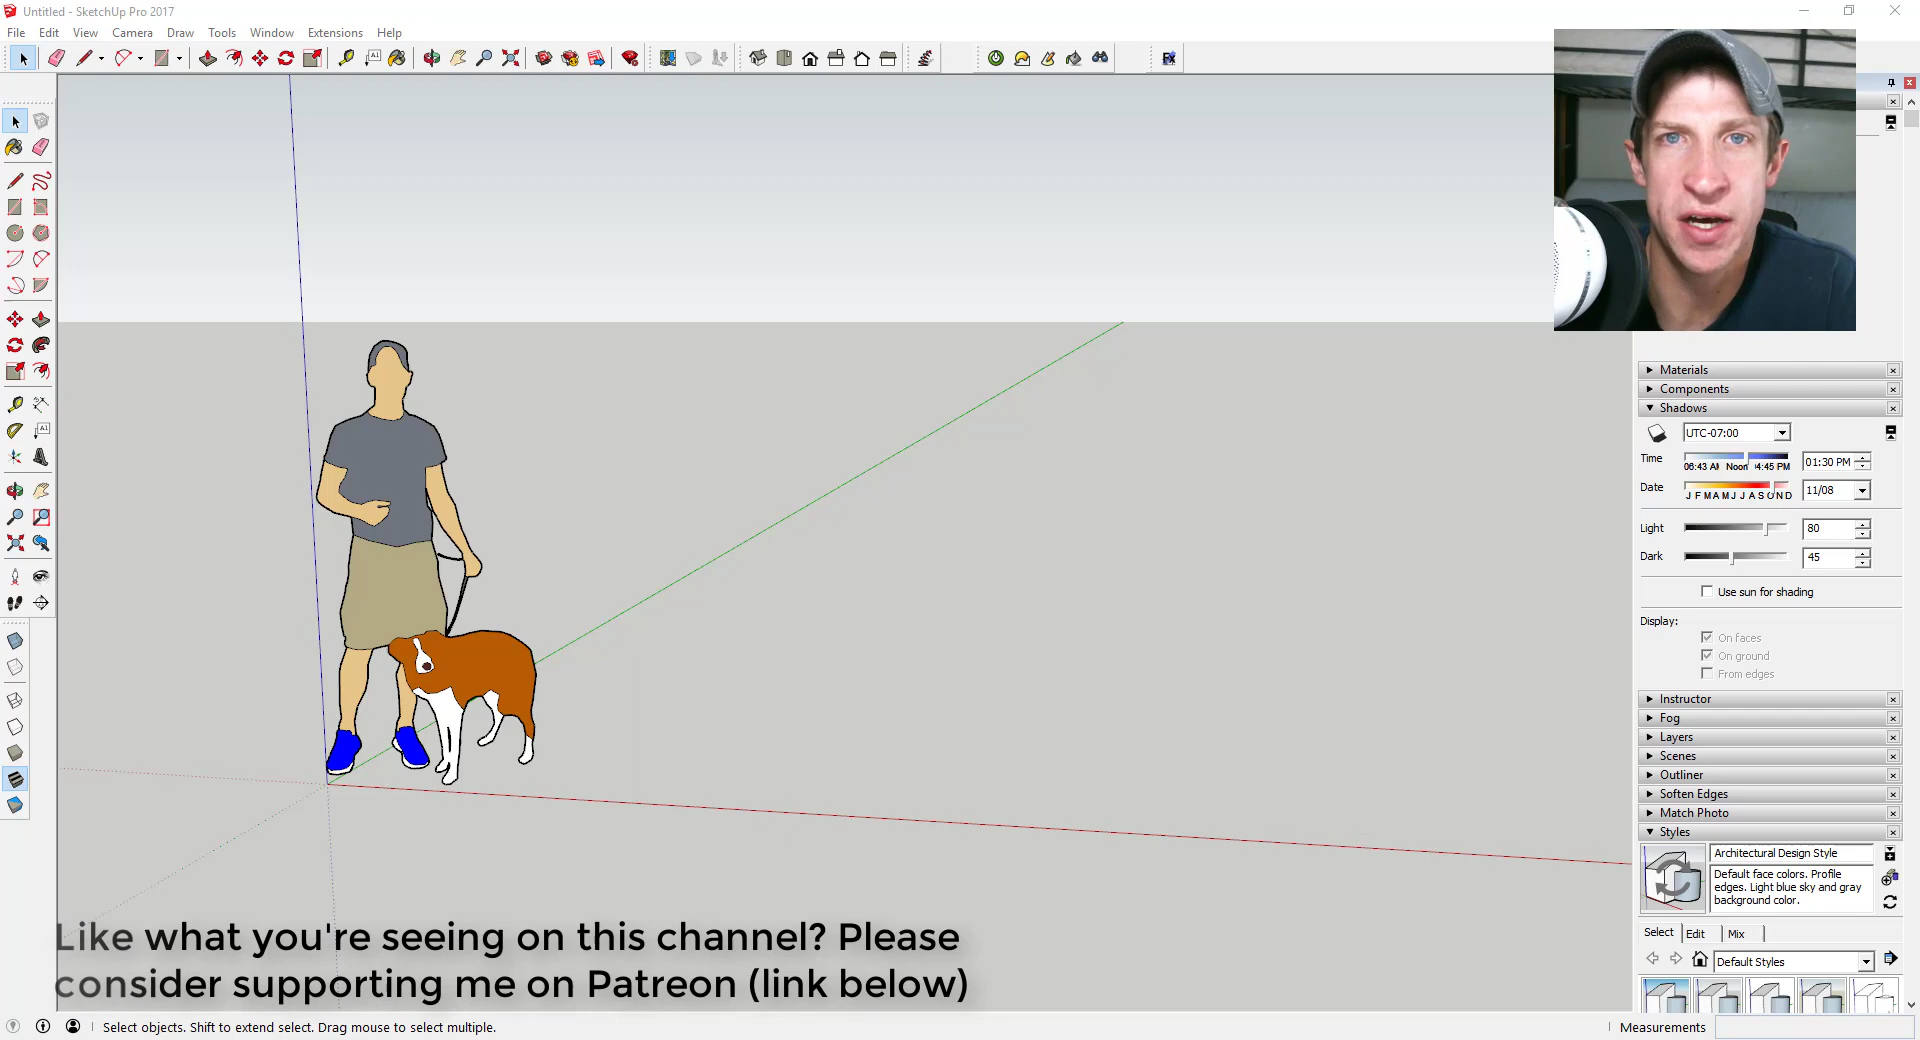 Untitled - SketchUp Pro 2017
File Edit View Camera Draw Tools Window Extensions Help
Materials
Components
Shadows
UTC-07:00
Time 06:43 AM Noon 4:45 PM 01:30 PM
Date J F M A M J J A S O N D 11/08
Light 80
Dark 45
Use sun for shading
Display:
On faces
On ground
From edges
Instructor
Fog
Layers
Scenes
Outliner
Soften Edges
Match Photo
Styles
Architectural Design Style
Default face colors. Profile
edges. Light blue sky and gray
background color.
Select Edit Mix
Default Styles
Like what you're seeing on this channel? Please
consider supporting me on Patreon (link below)
Select objects. Shift to extend select. Drag mouse to select multiple.
Measurements